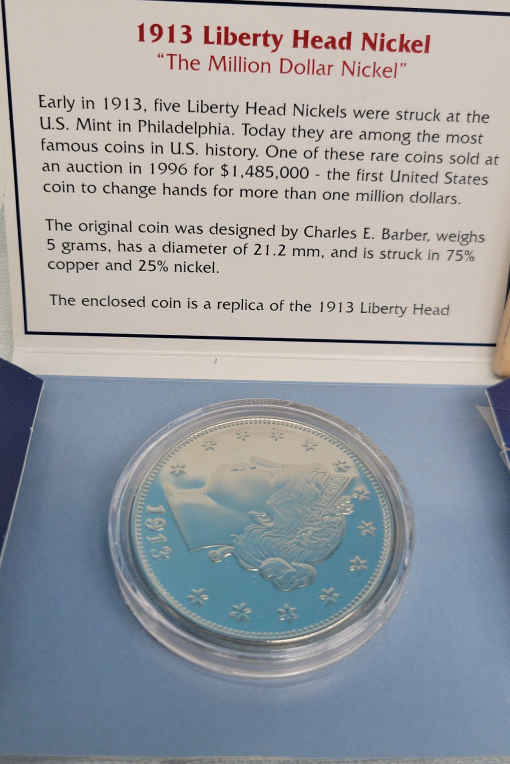 1913 Liberty Head Nickel
“The Million Dollar Nickel”
Early in 1913, five Liberty Head Nickels were struck at the
U.S. Mint in Philadelphia. Today they are among the most
famous coins in U.S. history. One of these rare coins sold at
an auction in 1996 for $1,485,000 - the first United States
coin to change hands for more than one million dollars.
The original coin was designed by Charles E. Barber, weighs
5 grams, has a diameter of 21.2 mm, and is struck in 75%
copper and 25% nickel.
The enclosed coin is a replica of the 1913 Liberty Head
1913